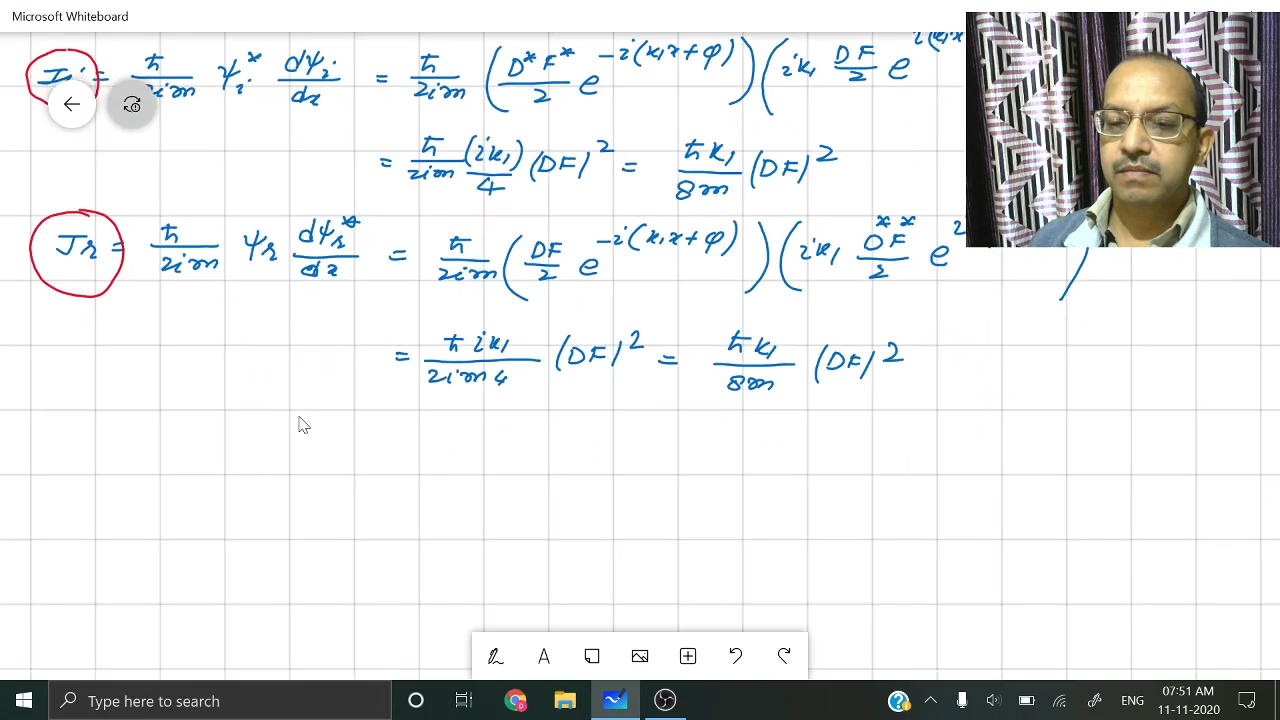 Microsoft Whiteboard
= ħ/2im ψi* dψi/dx = ħ/2im (D*F*/2 e^-i(k1x+φ)) (ik1 DF/2 e^i(k1x
= ħ/2im (ik1)/4 (DF)^2 = ħk1/8m (DF)^2
Jr = ħ/2im ψr dψr*/dx = ħ/2im (DF/2 e^-i(k1x+φ)) (ik1 D*F*/2 e )
= ħ ik1/2im4 (DF)^2 = ħk1/8m (DF)^2
Type here to search
ENG
07:51 AM
11-11-2020